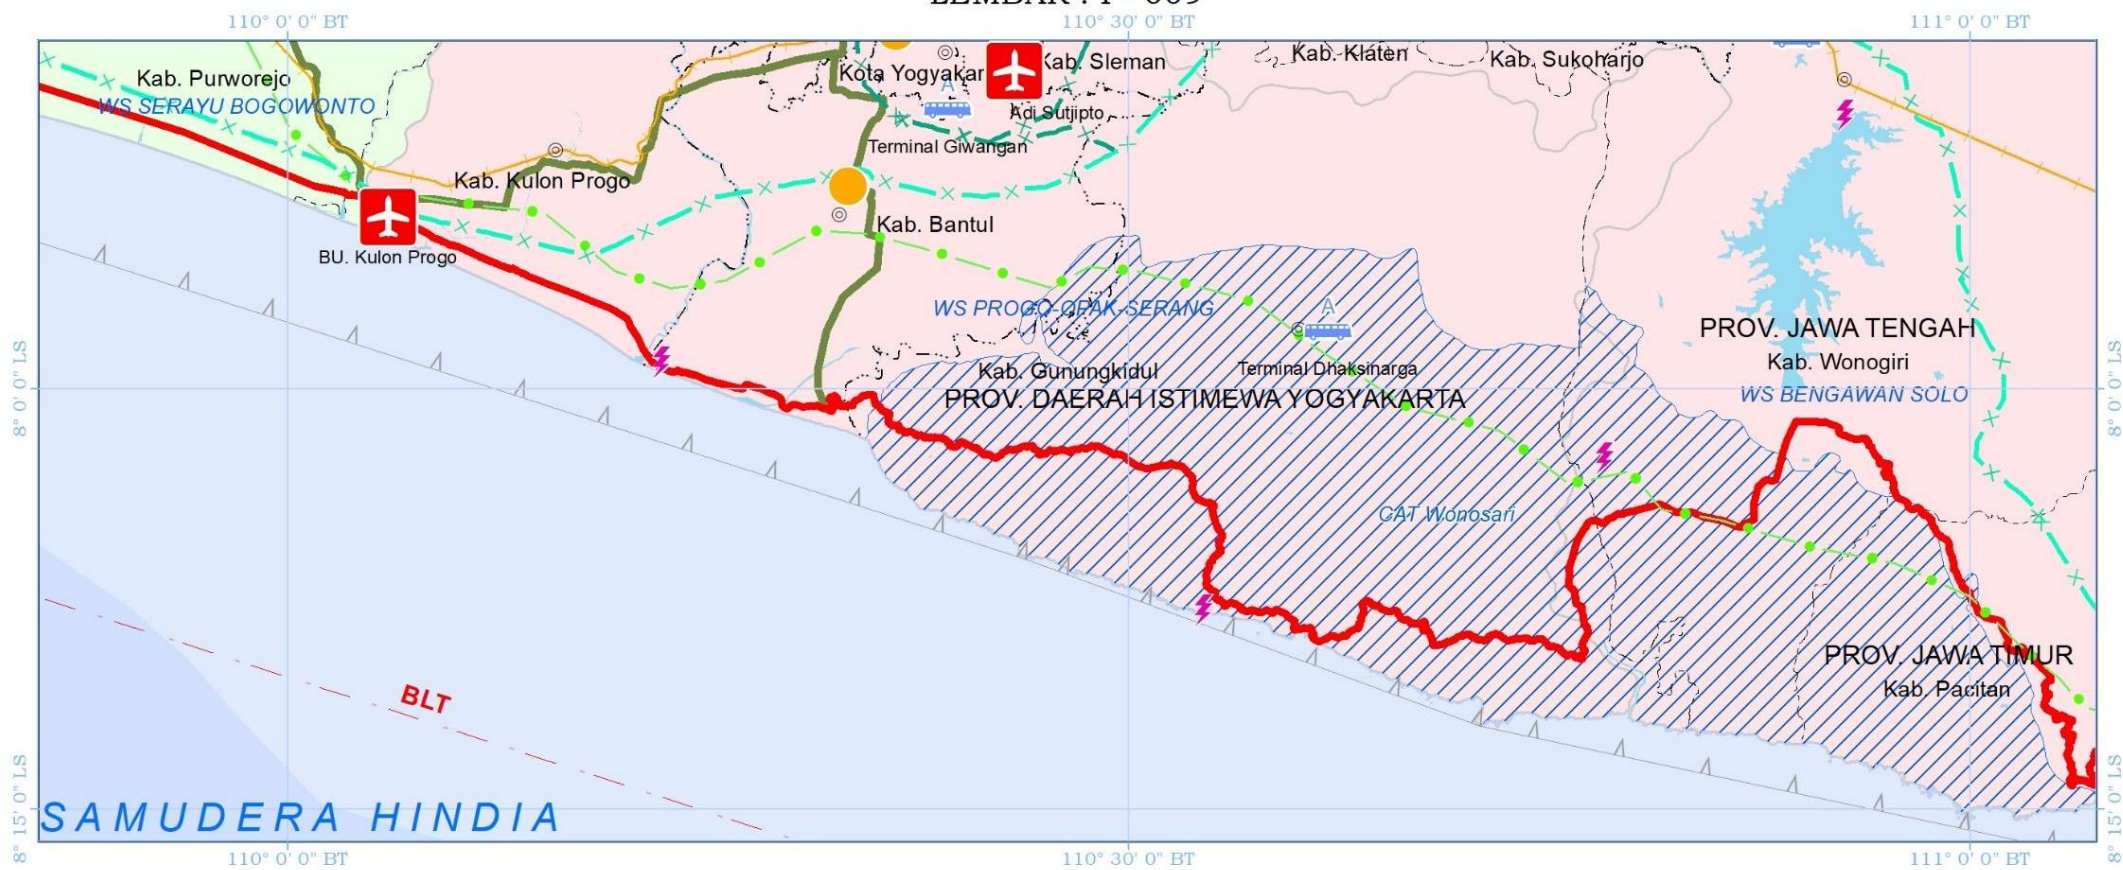 110° 0' 0" BT
110° 30' 0" BT
111° 0' 0" BT
Kab. Purworejo
WS SERAYU BOGOWONTO
Kota Yogyakar
Kab. Sleman
Kab. Klaten
Kab. Sukoharjo
A
Adi Sutjipto
Terminal Giwangan
Kab. Kulon Progo
Kab. Bantul
BU. Kulon Progo
WS PROGO-OPAK-SERANG
A
PROV. JAWA TENGAH
Kab. Wonogiri
WS BENGAWAN SOLO
Kab. Gunungkidul
Terminal Dhaksinarga
PROV. DAERAH ISTIMEWA YOGYAKARTA
8° 0' 0" LS
8° 0' 0" LS
CAT Wonosari
PROV. JAWA TIMUR
Kab. Pacitan
BLT
SAMUDERA HINDIA
8° 15' 0" LS
8° 15' 0" LS
110° 0' 0" BT
110° 30' 0" BT
111° 0' 0" BT